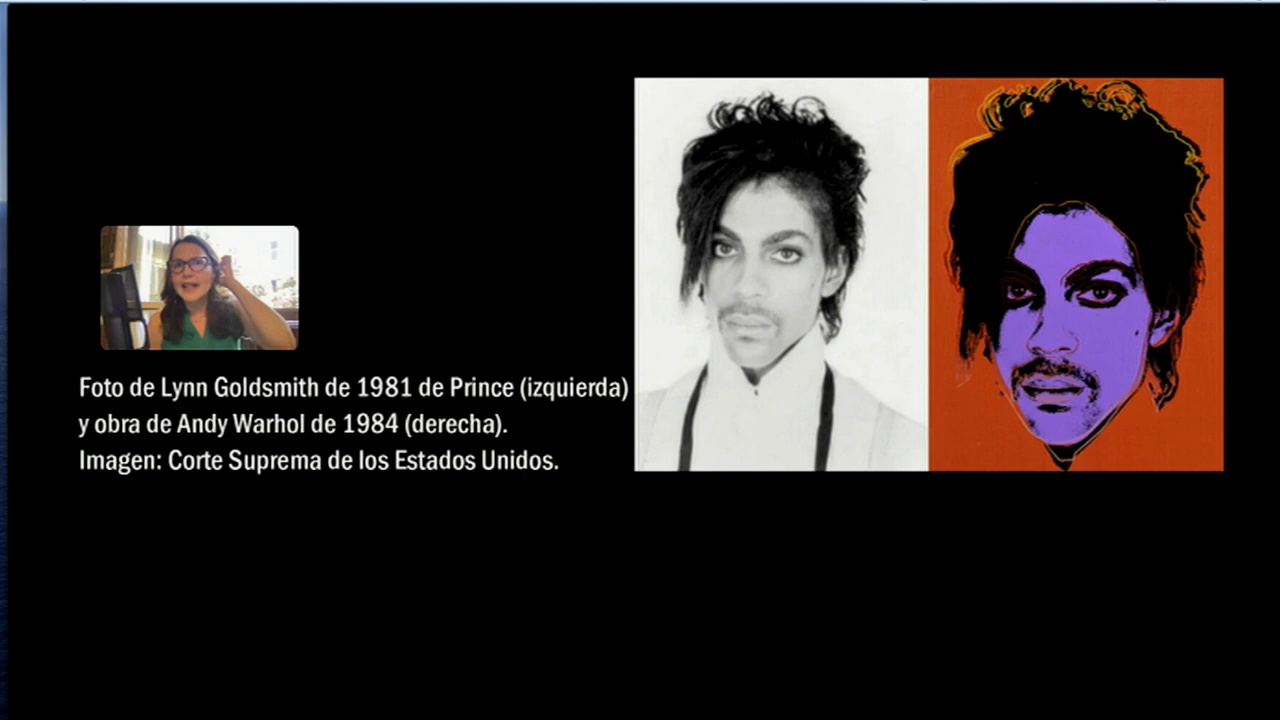 Foto de Lynn Goldsmith de 1981 de Prince (izquierda)
y obra de Andy Warhol de 1984 (derecha).
Imagen: Corte Suprema de los Estados Unidos.